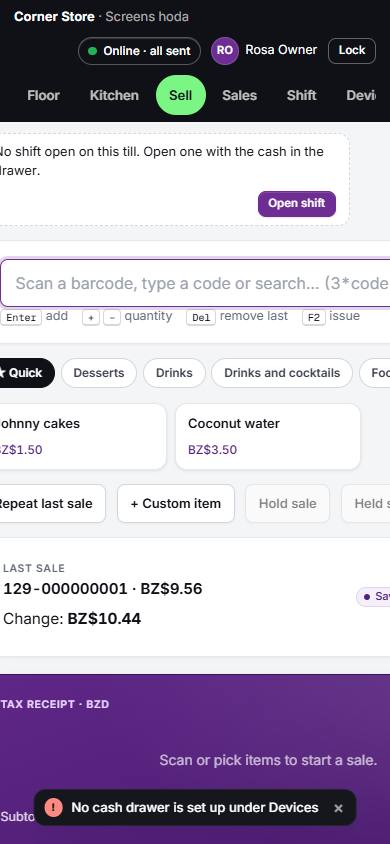 Corner Store · Screens hoda
Online · all sent
RO
Rosa Owner
Lock
Floor
Kitchen
Sell
Sales
Shift
No shift open on this till. Open one with the cash in the
drawer.
Open shift
Scan a barcode, type a code or search... (3*code
Enter add + − quantity Del remove last F2 issue
★ Quick
Desserts
Drinks
Drinks and cocktails
Johnny cakes
BZ$1.50
Coconut water
BZ$3.50
Repeat last sale
+ Custom item
Hold sale
Held
LAST SALE
129-000000001 · BZ$9.56
Change: BZ$10.44
TAX RECEIPT · BZD
Scan or pick items to start a sale.
! No cash drawer is set up under Devices ×